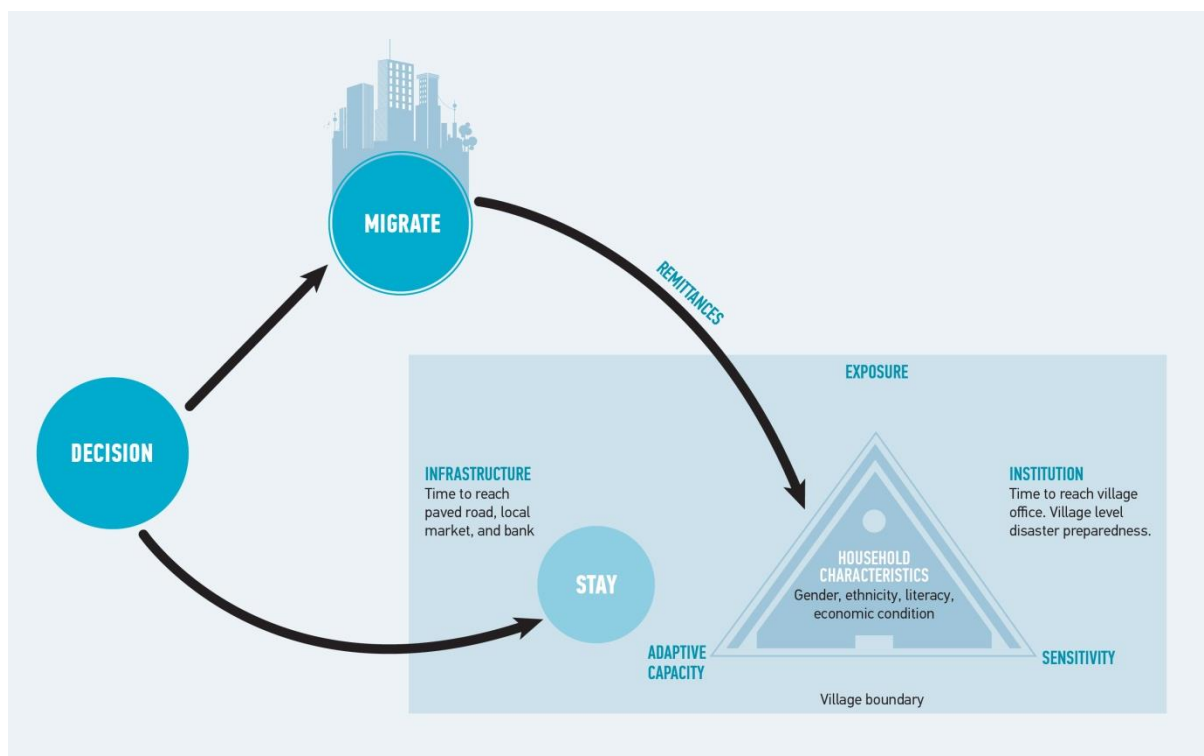 MIGRATE
REMITTANCES
EXPOSURE
DECISION
INFRASTRUCTURE
Time to reach
paved road, local
market, and bank
INSTITUTION
Time to reach village
office. Village level
disaster preparedness.
STAY
HOUSEHOLD
CHARACTERISTICS
Gender, ethnicity, literacy,
economic condition
ADAPTIVE
CAPACITY
SENSITIVITY
Village boundary